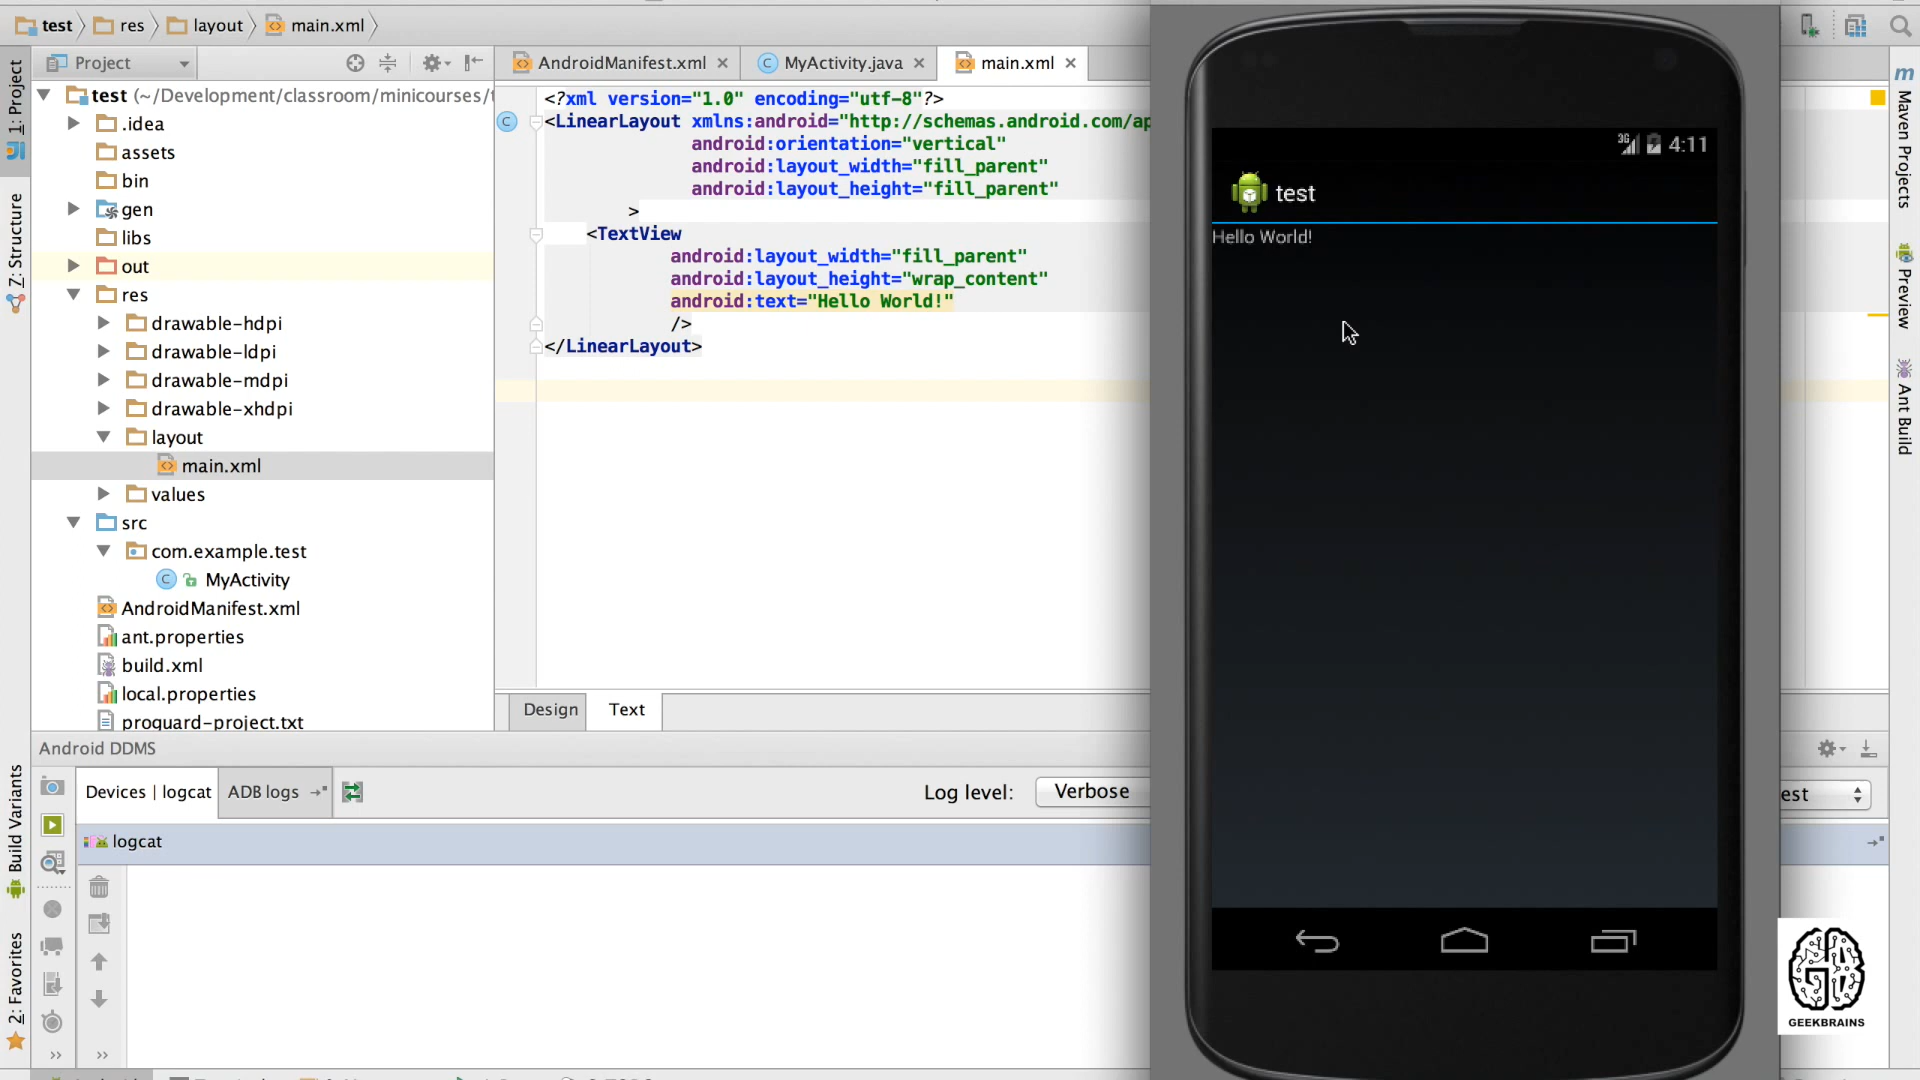 test res layout main.xml
Project
AndroidManifest.xml MyActivity.java main.xml
1: Project
Z: Structure
Build Variants
2: Favorites
test (~/Development/classroom/minicourses/t
.idea
assets
bin
gen
libs
out
res
drawable-hdpi
drawable-ldpi
drawable-mdpi
drawable-xhdpi
layout
main.xml
values
src
com.example.test
MyActivity
AndroidManifest.xml
ant.properties
build.xml
local.properties
proguard-project.txt
<?xml version="1.0" encoding="utf-8"?>
<LinearLayout xmlns:android="http://schemas.android.com/ap
android:orientation="vertical"
android:layout_width="fill_parent"
android:layout_height="fill_parent"
>
<TextView
android:layout_width="fill_parent"
android:layout_height="wrap_content"
android:text="Hello World!"
/>
</LinearLayout>
Design Text
3G 4:11
test
Hello World!
Maven Projects
Preview
Ant Build
Android DDMS
Devices | logcat ADB logs Log level: Verbose est
logcat
GEEKBRAINS